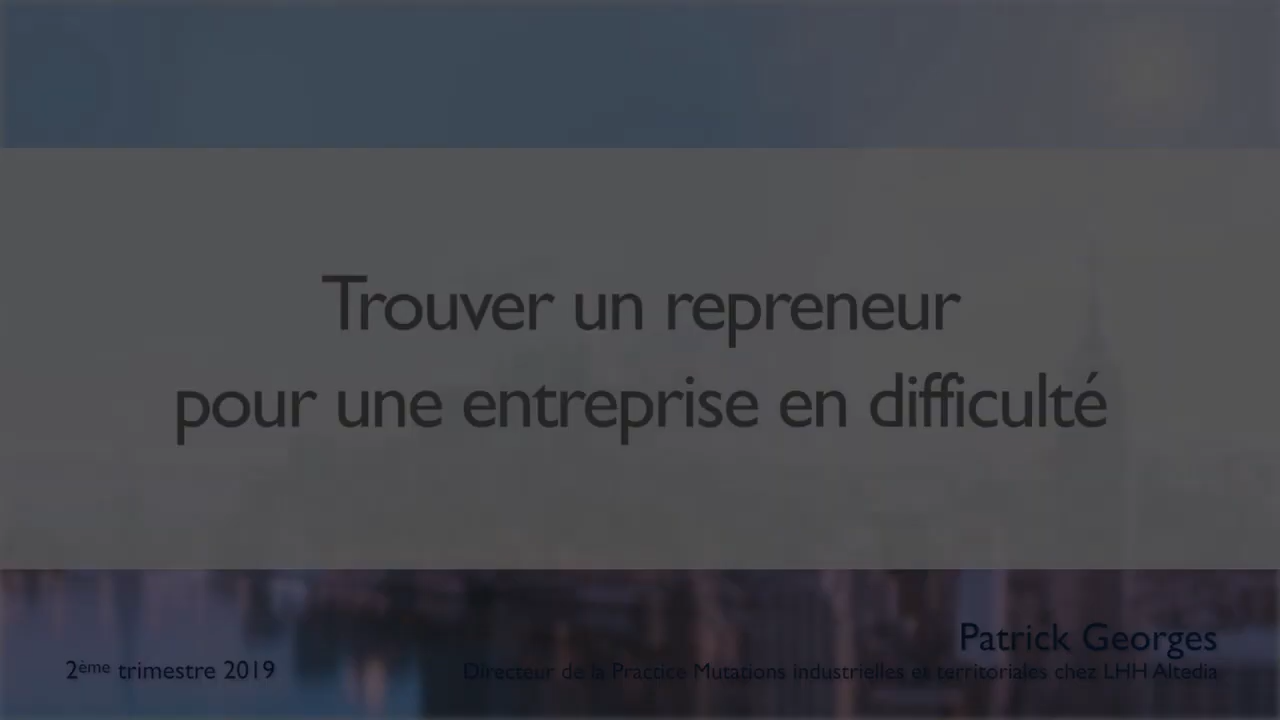 Trouver un repreneur
pour une entreprise en difficulté
Patrick Georges
2ème trimestre 2019
Directeur de la Practice Mutations industrielles et territoriales chez LHH Altedia